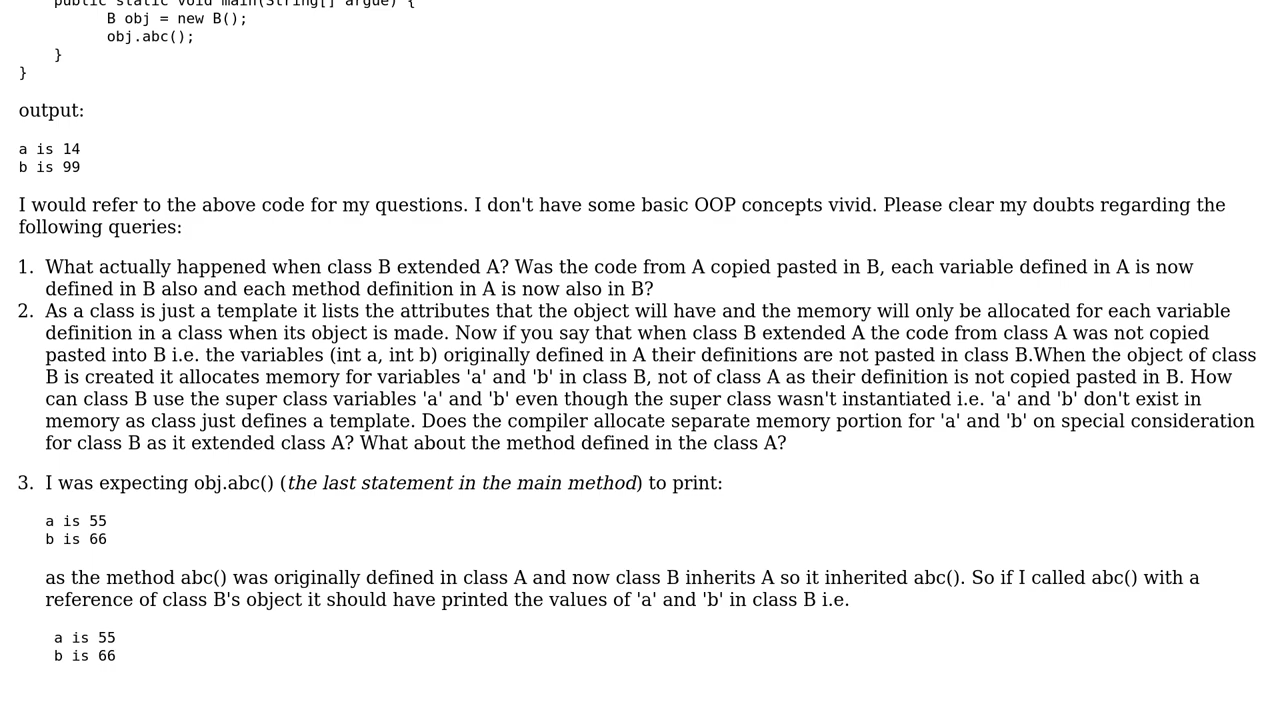 public static void main(String[] argue) {
B obj = new B();
obj.abc();
}
}
output:
a is 14
b is 99
I would refer to the above code for my questions. I don't have some basic OOP concepts vivid. Please clear my doubts regarding the
following queries:
1. What actually happened when class B extended A? Was the code from A copied pasted in B, each variable defined in A is now
defined in B also and each method definition in A is now also in B?
2. As a class is just a template it lists the attributes that the object will have and the memory will only be allocated for each variable
definition in a class when its object is made. Now if you say that when class B extended A the code from class A was not copied
pasted into B i.e. the variables (int a, int b) originally defined in A their definitions are not pasted in class B.When the object of class
B is created it allocates memory for variables 'a' and 'b' in class B, not of class A as their definition is not copied pasted in B. How
can class B use the super class variables 'a' and 'b' even though the super class wasn't instantiated i.e. 'a' and 'b' don't exist in
memory as class just defines a template. Does the compiler allocate separate memory portion for 'a' and 'b' on special consideration
for class B as it extended class A? What about the method defined in the class A?
3. I was expecting obj.abc() (the last statement in the main method) to print:
a is 55
b is 66
as the method abc() was originally defined in class A and now class B inherits A so it inherited abc(). So if I called abc() with a
reference of class B's object it should have printed the values of 'a' and 'b' in class B i.e.
a is 55
b is 66